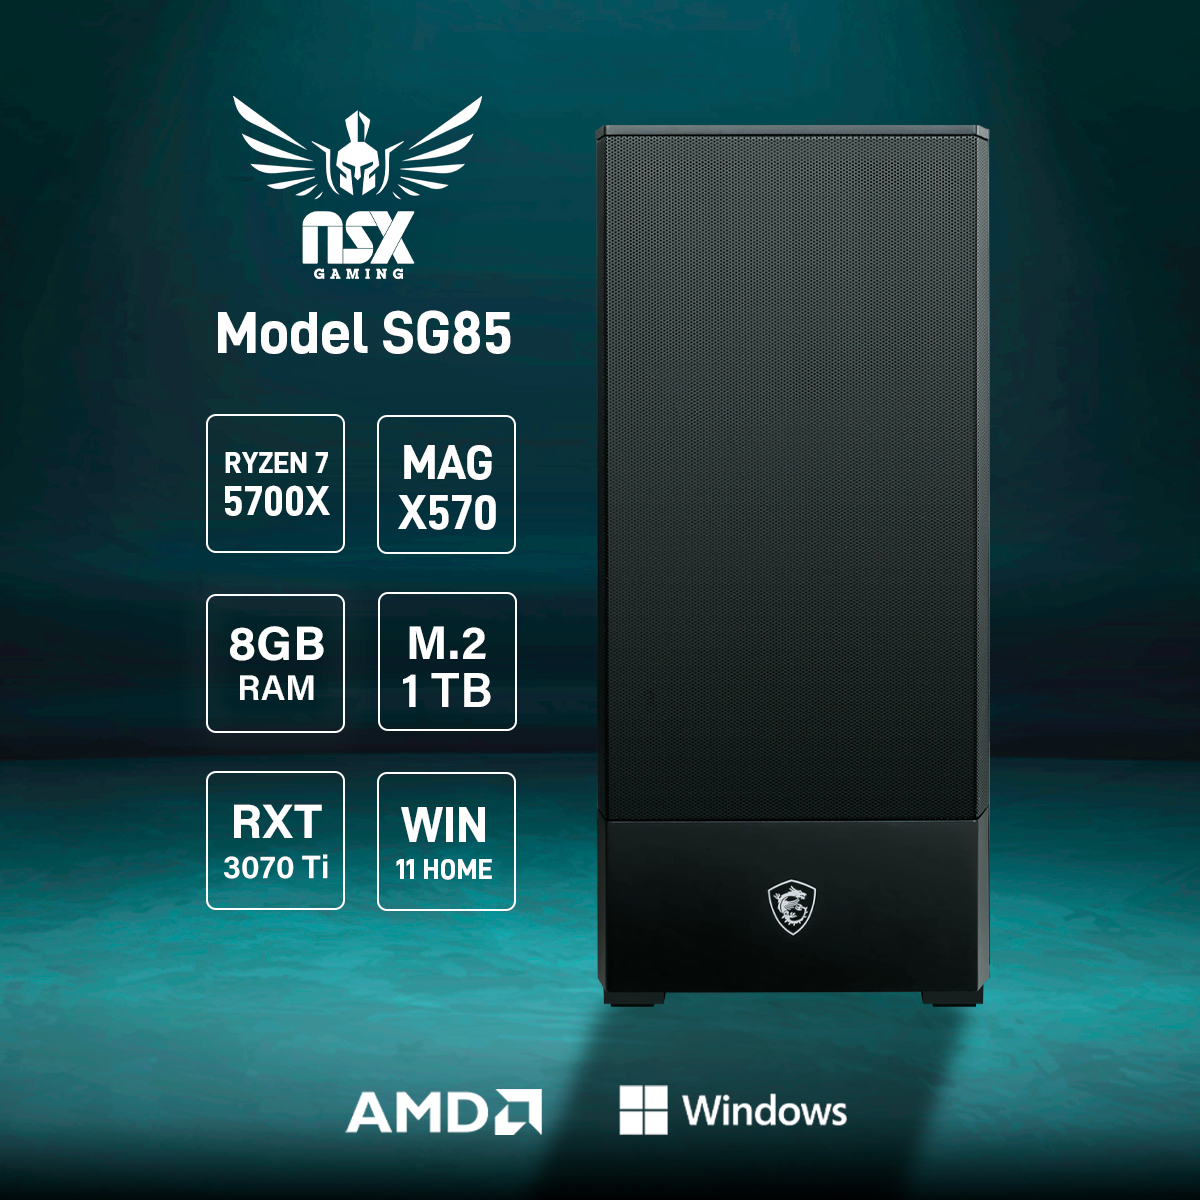 NSX
GAMING
Model SG85
RYZEN 7
5700X
MAG
X570
8GB
RAM
M.2
1 TB
RXT
3070 Ti
WIN
11 HOME
AMD
Windows